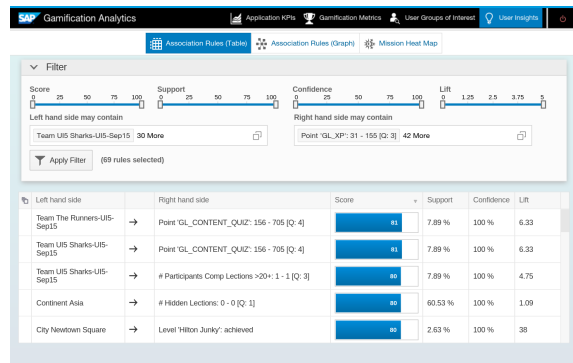 SAP Gamification Analytics
Application KPIs Gamification Metrics User Groups of Interest User Insights
Association Rules (Table) Association Rules (Graph) Mission Heat Map
Filter
Score Support Confidence Lift
0 25 50 75 100 0 25 50 75 100 0 25 50 75 100 0 1.25 2.5 3.75 5
Left hand side may contain Right hand side may contain
Team UI5 Sharks-UI5-Sep15 30 More Point 'GL_XP': 31 - 155 [Q: 3] 42 More
Apply Filter (69 rules selected)
Left hand side Right hand side Score Support Confidence Lift
Team The Runners-UI5-
Sep15 → Point 'GL_CONTENT_QUIZ': 156 - 705 [Q: 4] 81 7.89 % 100 % 6.33
Team UI5 Sharks-UI5-
Sep15 → Point 'GL_CONTENT_QUIZ': 156 - 705 [Q: 4] 81 7.89 % 100 % 6.33
Team UI5 Sharks-UI5-
Sep15 → # Participants Comp Lections >20+: 1 - 1 [Q: 3] 80 7.89 % 100 % 4.75
Continent Asia → # Hidden Lections: 0 - 0 [Q: 1] 80 60.53 % 100 % 1.09
City Newtown Square → Level 'Hilton Junky': achieved 80 2.63 % 100 % 38